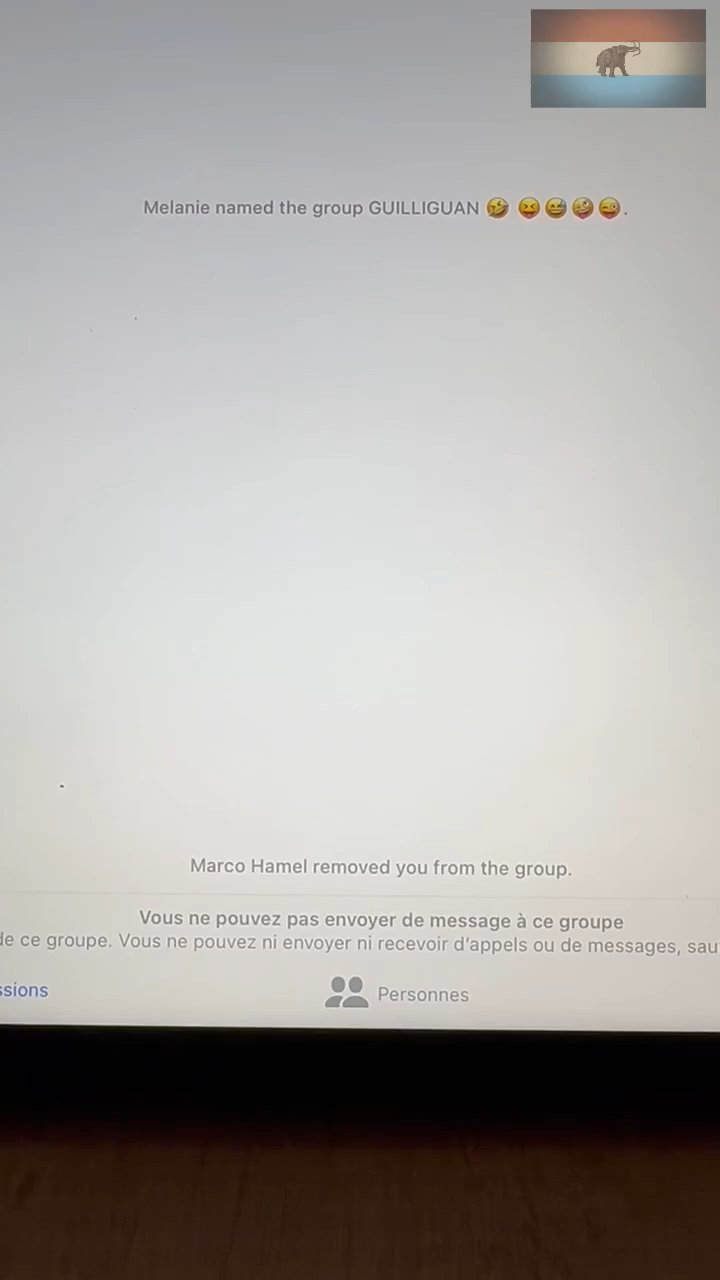 Melanie named the group GUILLIGUAN 🤣 😝😅🤪😜.
Marco Hamel removed you from the group.
Vous ne pouvez pas envoyer de message à ce groupe
de ce groupe. Vous ne pouvez ni envoyer ni recevoir d'appels ou de messages, sau
ssions
Personnes